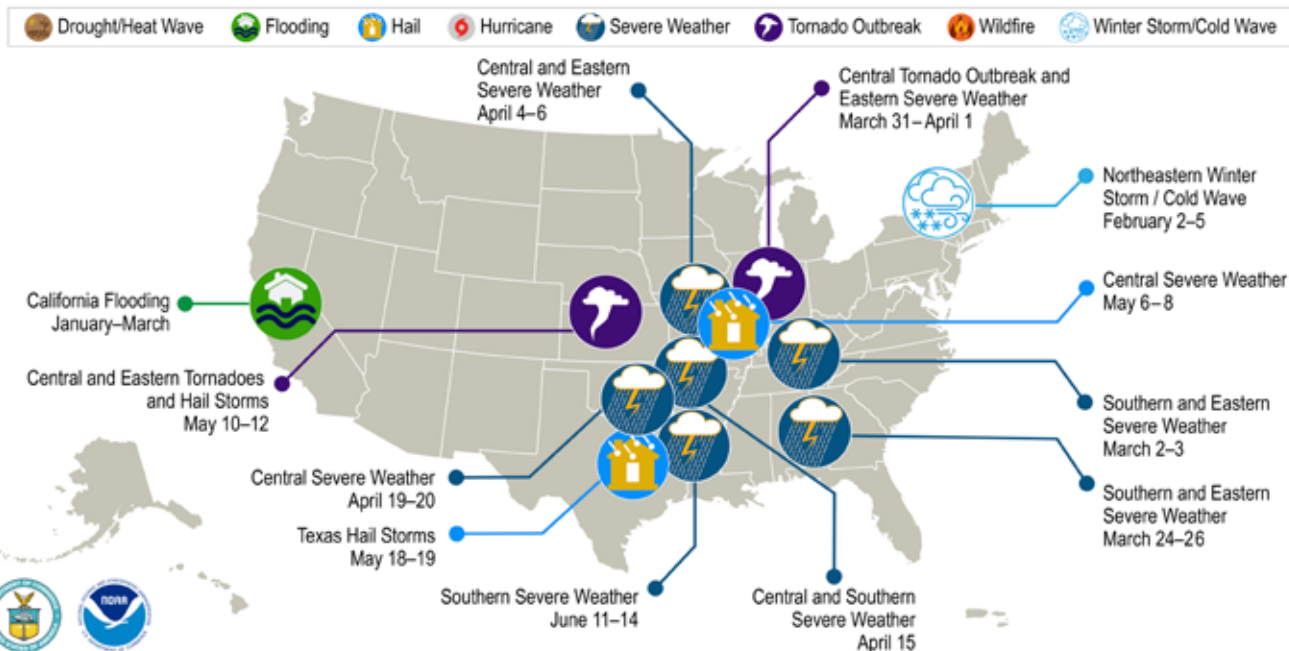 Drought/Heat Wave Flooding Hail Hurricane Severe Weather Tornado Outbreak Wildfire Winter Storm/Cold Wave
Central and Eastern
Severe Weather
April 4–6
Central Tornado Outbreak and
Eastern Severe Weather
March 31–April 1
Northeastern Winter
Storm / Cold Wave
February 2–5
California Flooding
January–March
Central Severe Weather
May 6–8
Central and Eastern Tornadoes
and Hail Storms
May 10–12
Southern and Eastern
Severe Weather
March 2–3
Central Severe Weather
April 19–20
Southern and Eastern
Severe Weather
March 24–26
Texas Hail Storms
May 18–19
Southern Severe Weather
June 11–14
Central and Southern
Severe Weather
April 15
NOAA